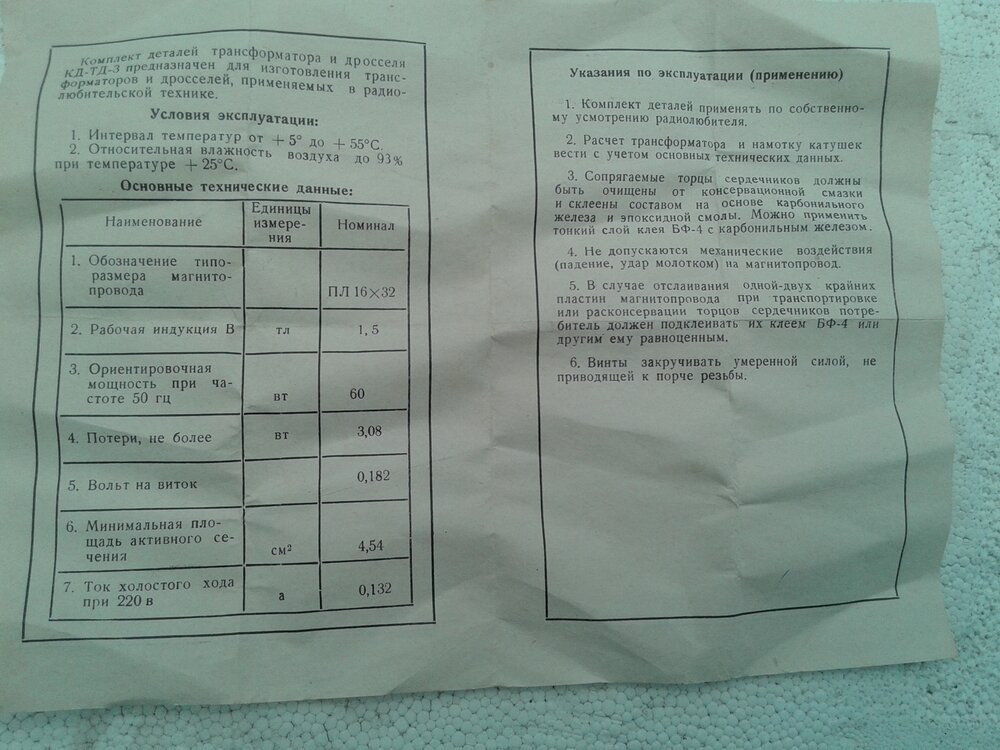 Комплект деталей трансформатора и дросселя
КД-ТД-3 предназначен для изготовления транс-
форматоров и дросселей, применяемых в радио-
любительской технике.
Условия эксплуатации:
1. Интервал температур от +5° до +55°С.
2. Относительная влажность воздуха до 93%
при температуре +25°С.
Основные технические данные:
Наименование
Единицы
измере-
ния
Номинал
1. Обозначение типо-
размера магнито-
провода
ПЛ 16×32
2. Рабочая индукция В тл 1,5
3. Ориентировочная
мощность при ча-
стоте 50 гц вт 60
4. Потери, не более вт 3,08
5. Вольт на виток 0,182
6. Минимальная пло-
щадь активного се-
чения см² 4,54
7. Ток холостого хода
при 220 в а 0,132
Указания по эксплуатации (применению)
1. Комплект деталей применять по собственно-
му усмотрению радиолюбителя.
2. Расчет трансформатора и намотку катушек
вести с учетом основных технических данных.
3. Сопрягаемые торцы сердечников должны
быть очищены от консервационной смазки
и склеены составом на основе карбонильного
железа и эпоксидной смолы. Можно применить
тонкий слой клея БФ-4 с карбонильным железом.
4. Не допускаются механические воздействия
(падение, удар молотком) на магнитопровод.
5. В случае отслаивания одной-двух крайних
пластин магнитопровода при транспортировке
или расконсервации торцов сердечников потре-
битель должен подклеивать их клеем БФ-4 или
другим ему равноценным.
6. Винты закручивать умеренной силой, не
приводящей к порче резьбы.